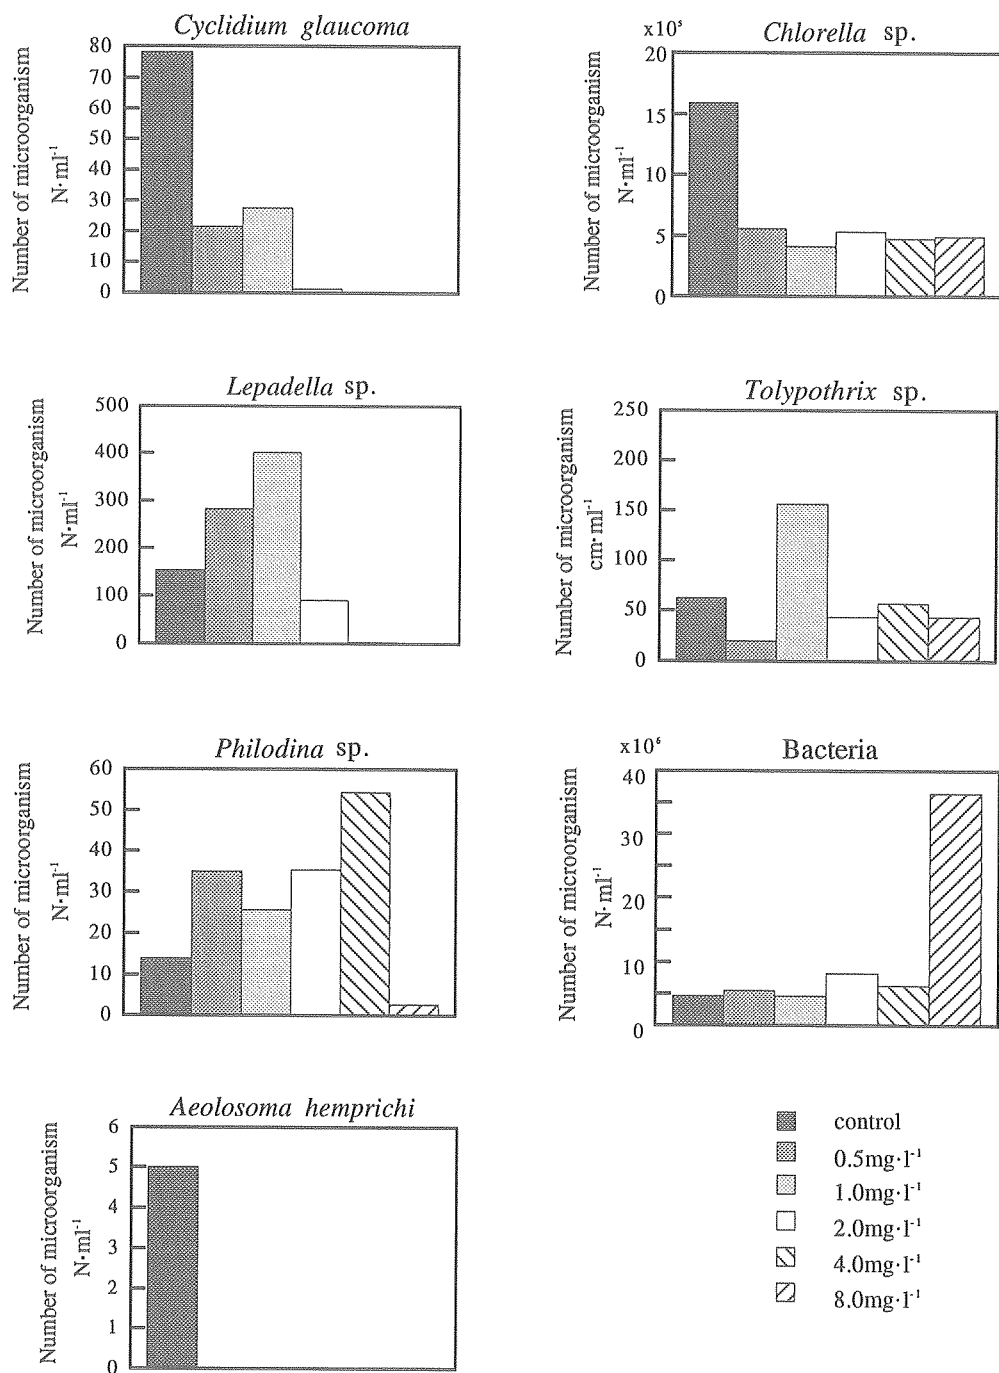 Cyclidium glaucoma
Number of microorganism
N·ml⁻¹
80
70
60
50
40
30
20
10
0
Chlorella sp.
x10⁵
Number of microorganism
N·ml⁻¹
20
15
10
5
0
Lepadella sp.
Number of microorganism
N·ml⁻¹
500
400
300
200
100
0
Tolypothrix sp.
Number of microorganism
cm·ml⁻¹
250
200
150
100
50
0
Philodina sp.
Number of microorganism
N·ml⁻¹
60
50
40
30
20
10
0
Bacteria
x10⁶
Number of microorganism
N·ml⁻¹
40
30
20
10
0
Aeolosoma hemprichi
Number of microorganism
N·ml⁻¹
6
5
4
3
2
1
0
control
0.5mg·l⁻¹
1.0mg·l⁻¹
2.0mg·l⁻¹
4.0mg·l⁻¹
8.0mg·l⁻¹